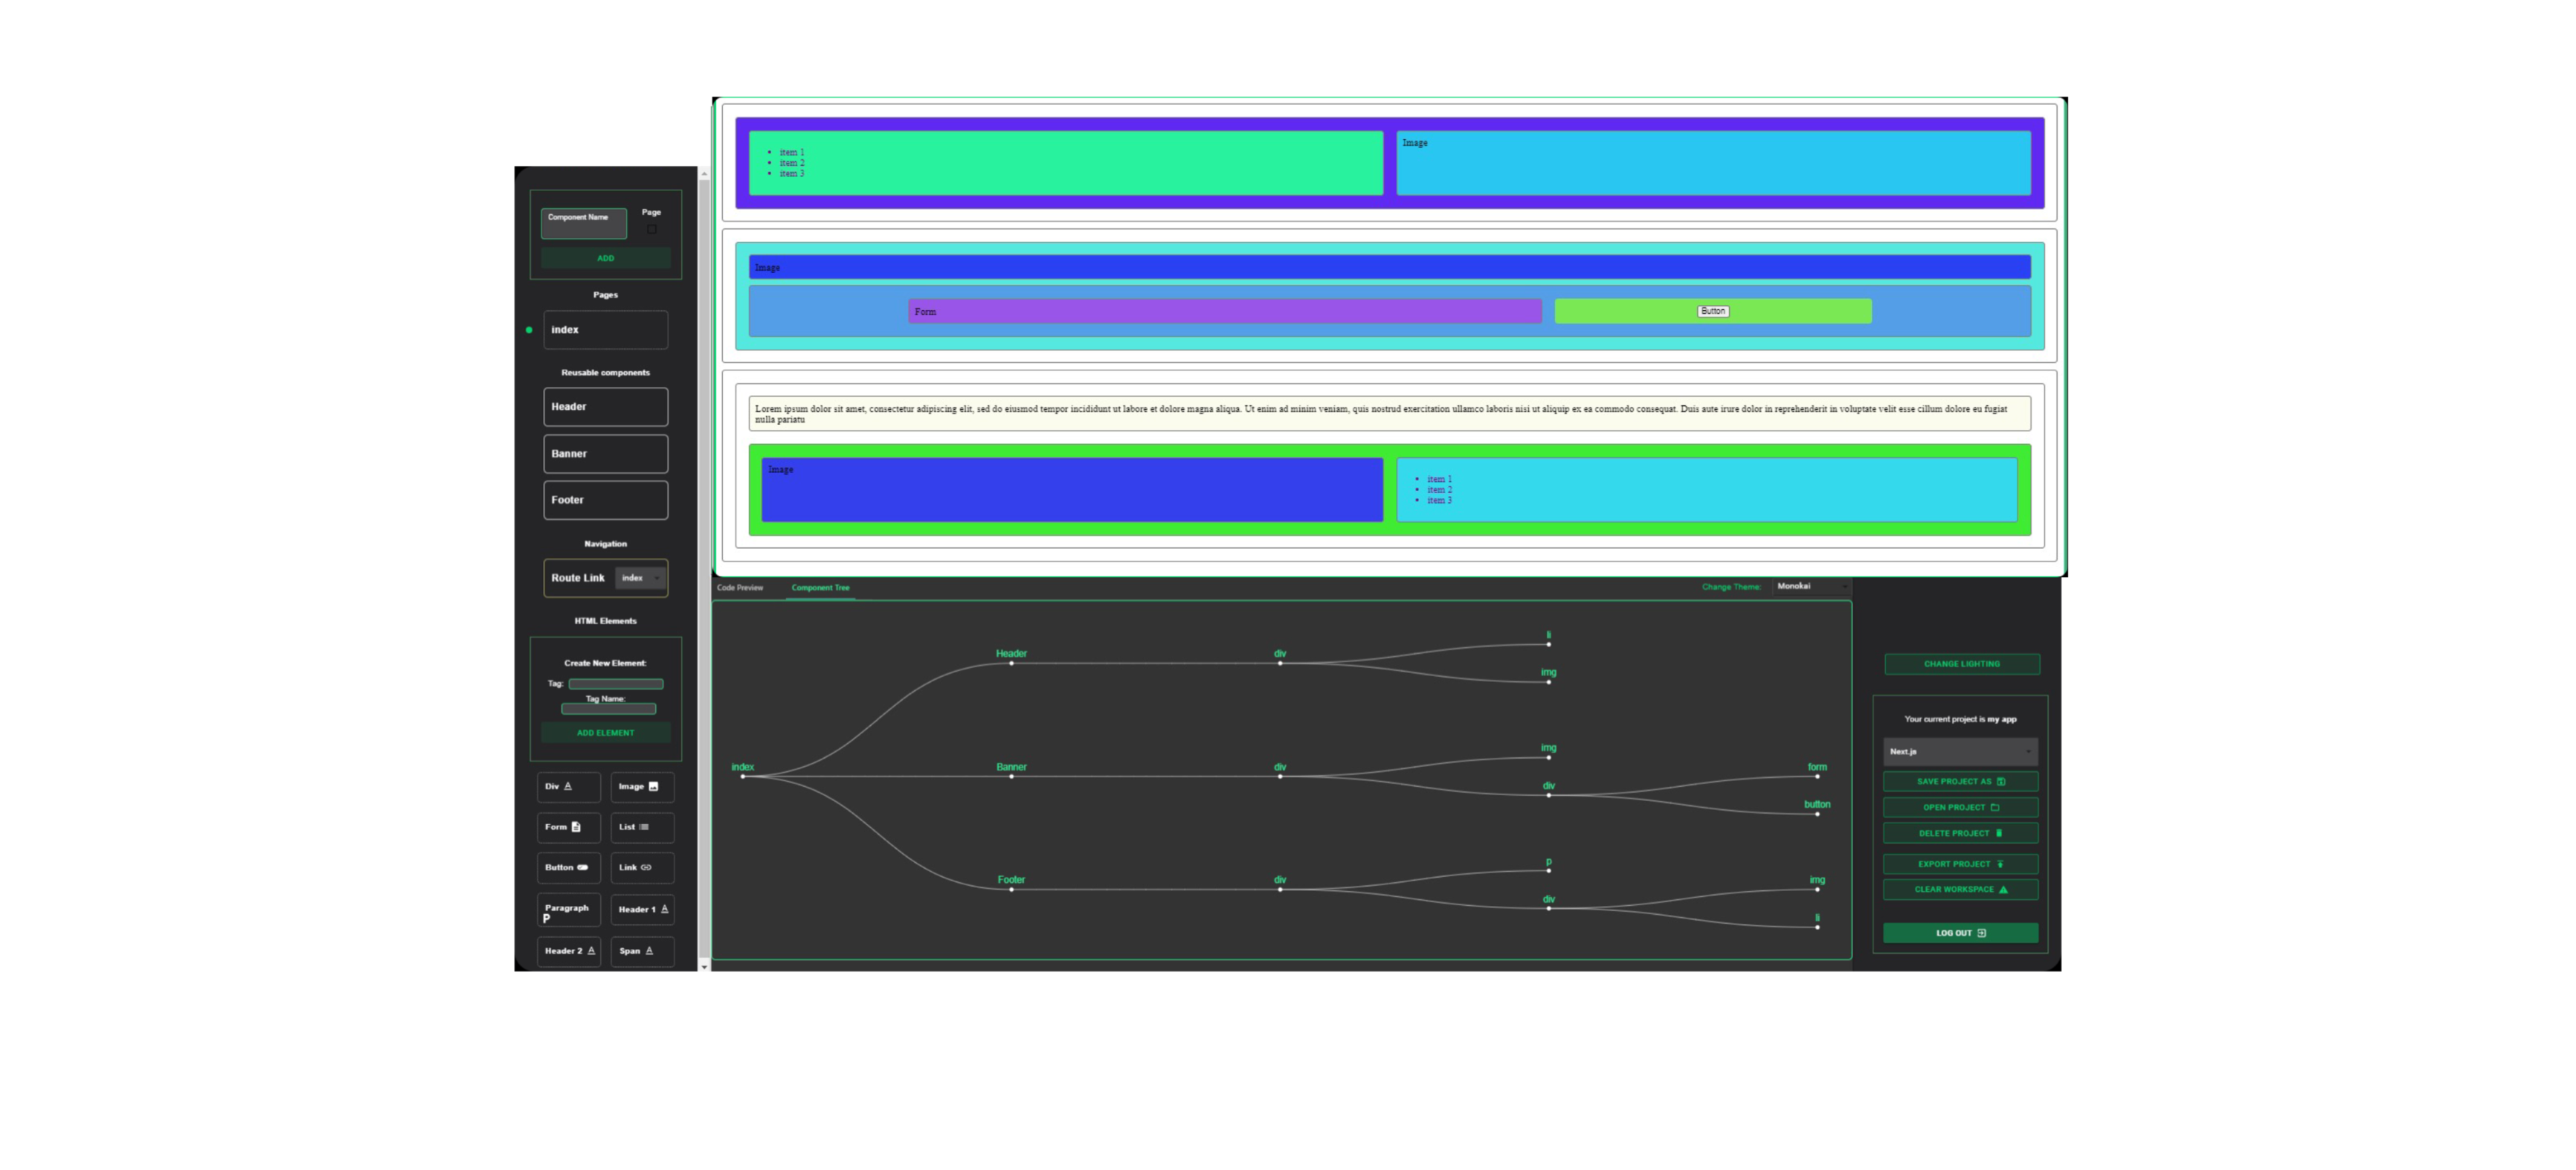 Component Name
Page
ADD
Pages
index
Reusable components
Header
Banner
Footer
Navigation
Route Link index
HTML Elements
Create New Element:
Tag:
Tag Name:
ADD ELEMENT
Div Image
Form List
Button Link
Paragraph
P
Header 1
Header 2 Span
item 1
item 2
item 3
Image
Image
Form
Button
Lorem ipsum dolor sit amet, consectetur adipiscing elit, sed do eiusmod tempor incididunt ut labore et dolore magna aliqua. Ut enim ad minim veniam, quis nostrud exercitation ullamco laboris nisi ut aliquip ex ea commodo consequat. Duis aute irure dolor in reprehenderit in voluptate velit esse cillum dolore eu fugiat
nulla pariatu
Image
item 1
item 2
item 3
Code Preview Component Tree Change Theme: Monokai
index
Header
div
li
img
Banner
div
img
div
form
button
Footer
div
p
div
img
li
CHANGE LIGHTING
Your current project is my app
Next.js
SAVE PROJECT AS
OPEN PROJECT
DELETE PROJECT
EXPORT PROJECT
CLEAR WORKSPACE
LOG OUT